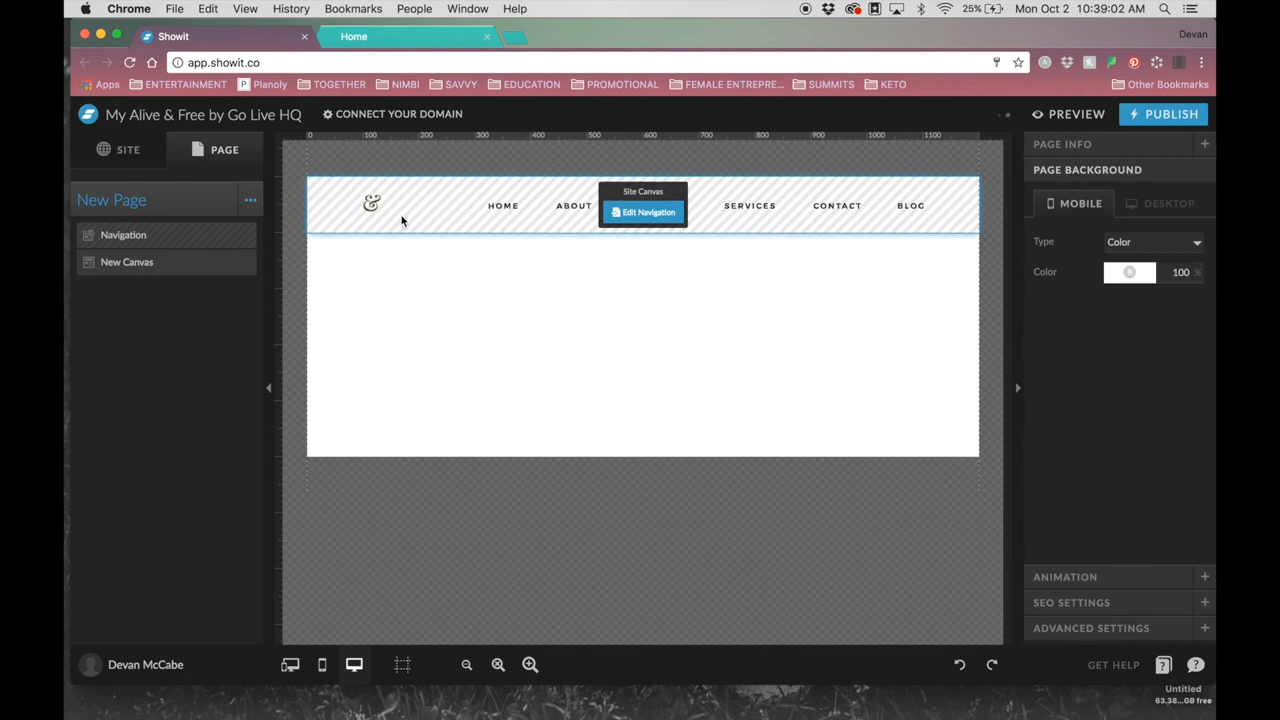 Chrome File Edit View History Bookmarks People Window Help 25% Mon Oct 2 10:39:02 AM
Showit Home Devan
app.showit.co
Apps ENTERTAINMENT Planoly TOGETHER NIMBI SAVVY EDUCATION PROMOTIONAL FEMALE ENTREPRE... SUMMITS KETO Other Bookmarks
My Alive & Free by Go Live HQ CONNECT YOUR DOMAIN PREVIEW PUBLISH
0 100 200 300 400 500 600 700 800 900 1000 1100
SITE PAGE
PAGE INFO
PAGE BACKGROUND
New Page
MOBILE DESKTOP
Site Canvas
& HOME ABOUT Edit Navigation SERVICES CONTACT BLOG
Navigation
Type Color
New Canvas
Color 100 %
ANIMATION
SEO SETTINGS
ADVANCED SETTINGS
Devan McCabe GET HELP
Untitled
63.38...GB free